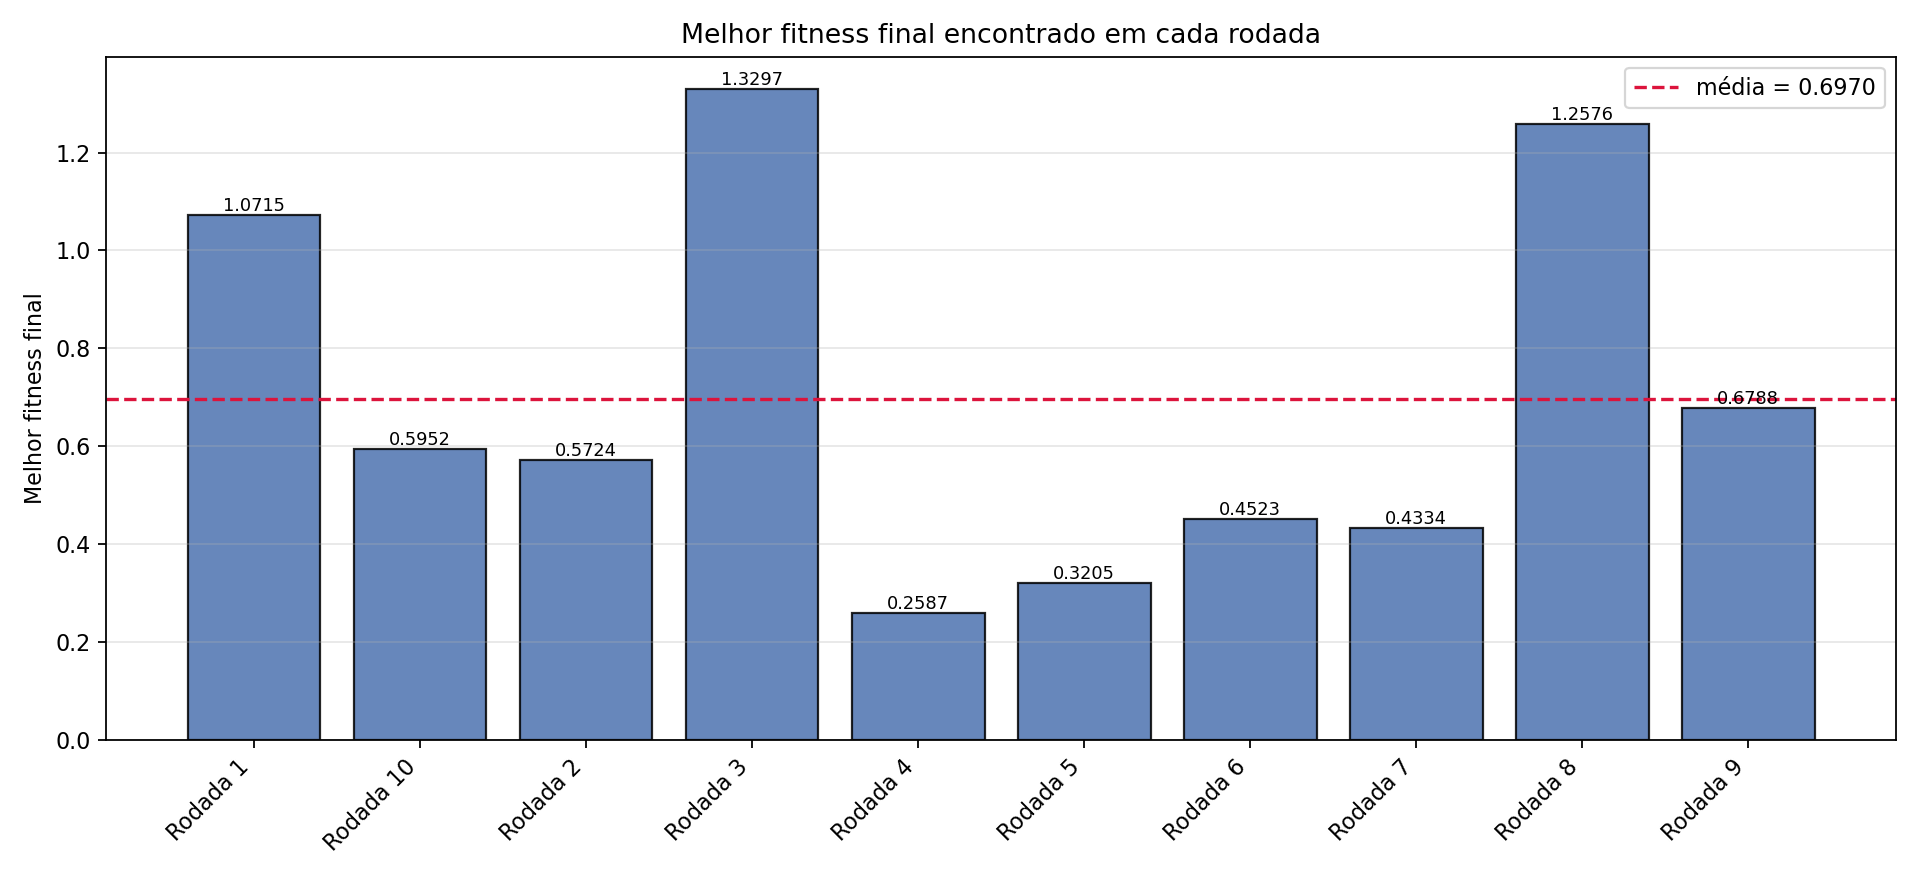 Melhor fitness final encontrado em cada rodada
média = 0.6970
Melhor fitness final
1.2
1.0
0.8
0.6
0.4
0.2
0.0
1.0715
0.5952
0.5724
1.3297
0.2587
0.3205
0.4523
0.4334
1.2576
0.6788
Rodada 1
Rodada 10
Rodada 2
Rodada 3
Rodada 4
Rodada 5
Rodada 6
Rodada 7
Rodada 8
Rodada 9